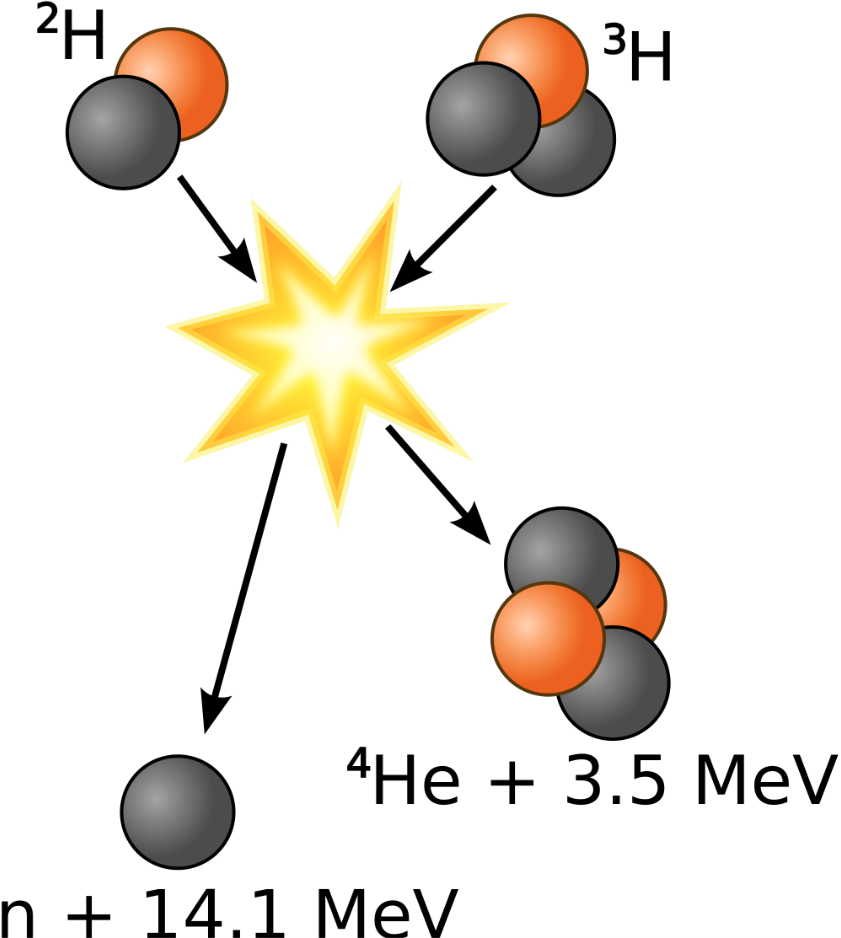 ²H
³H
⁴He + 3.5 MeV
n + 14.1 MeV